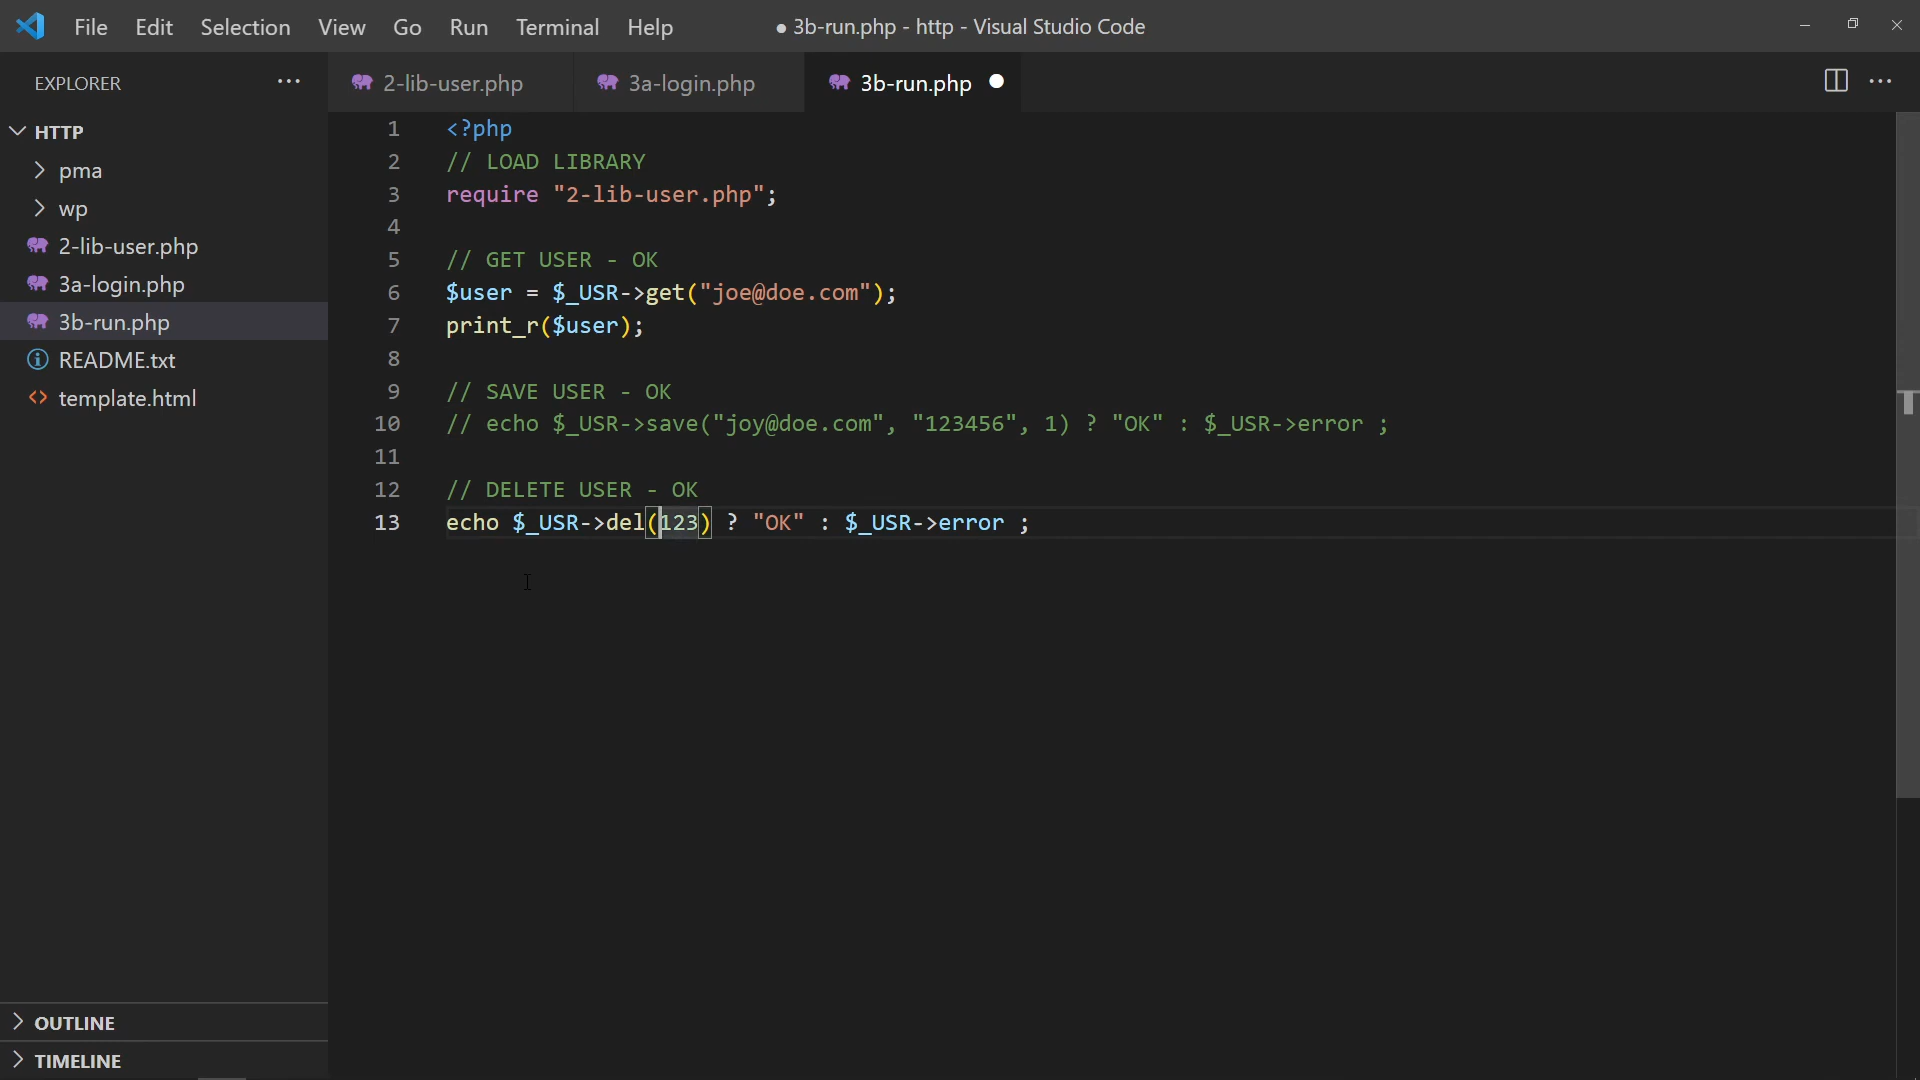 File Edit Selection View Go Run Terminal Help ● 3b-run.php - http - Visual Studio Code
EXPLORER ··· 2-lib-user.php 3a-login.php 3b-run.php ●
HTTP
pma
wp
2-lib-user.php
3a-login.php
3b-run.php
README.txt
template.html
OUTLINE
TIMELINE
1 <?php
2 // LOAD LIBRARY
3 require "2-lib-user.php";
4
5 // GET USER - OK
6 $user = $_USR->get("joe@doe.com");
7 print_r($user);
8
9 // SAVE USER - OK
10 // echo $_USR->save("joy@doe.com", "123456", 1) ? "OK" : $_USR->error ;
11
12 // DELETE USER - OK
13 echo $_USR->del(123) ? "OK" : $_USR->error ;